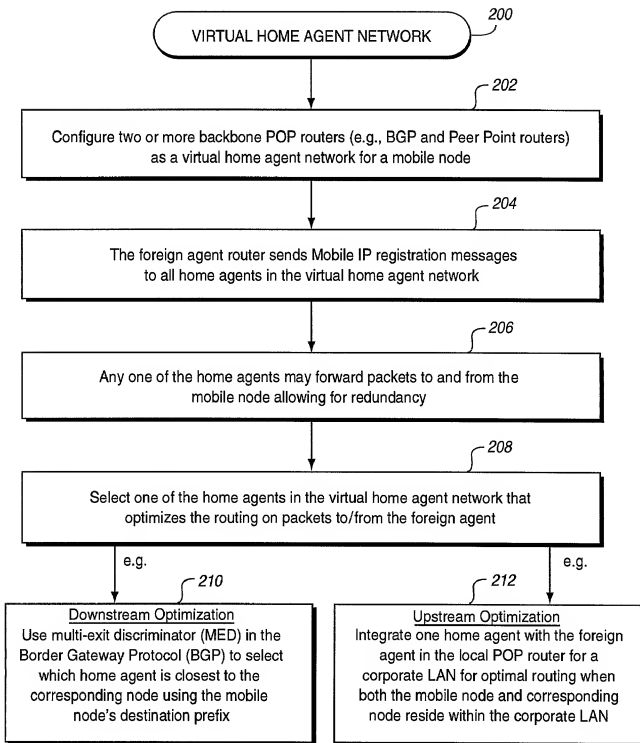 VIRTUAL HOME AGENT NETWORK
200
202
Configure two or more backbone POP routers (e.g., BGP and Peer Point routers)
as a virtual home agent network for a mobile node
204
The foreign agent router sends Mobile IP registration messages
to all home agents in the virtual home agent network
206
Any one of the home agents may forward packets to and from the
mobile node allowing for redundancy
208
Select one of the home agents in the virtual home agent network that
optimizes the routing on packets to/from the foreign agent
e.g.
e.g.
210
Downstream Optimization
Use multi-exit discriminator (MED) in the
Border Gateway Protocol (BGP) to select
which home agent is closest to the
corresponding node using the mobile
node's destination prefix
212
Upstream Optimization
Integrate one home agent with the foreign
agent in the local POP router for a
corporate LAN for optimal routing when
both the mobile node and corresponding
node reside within the corporate LAN